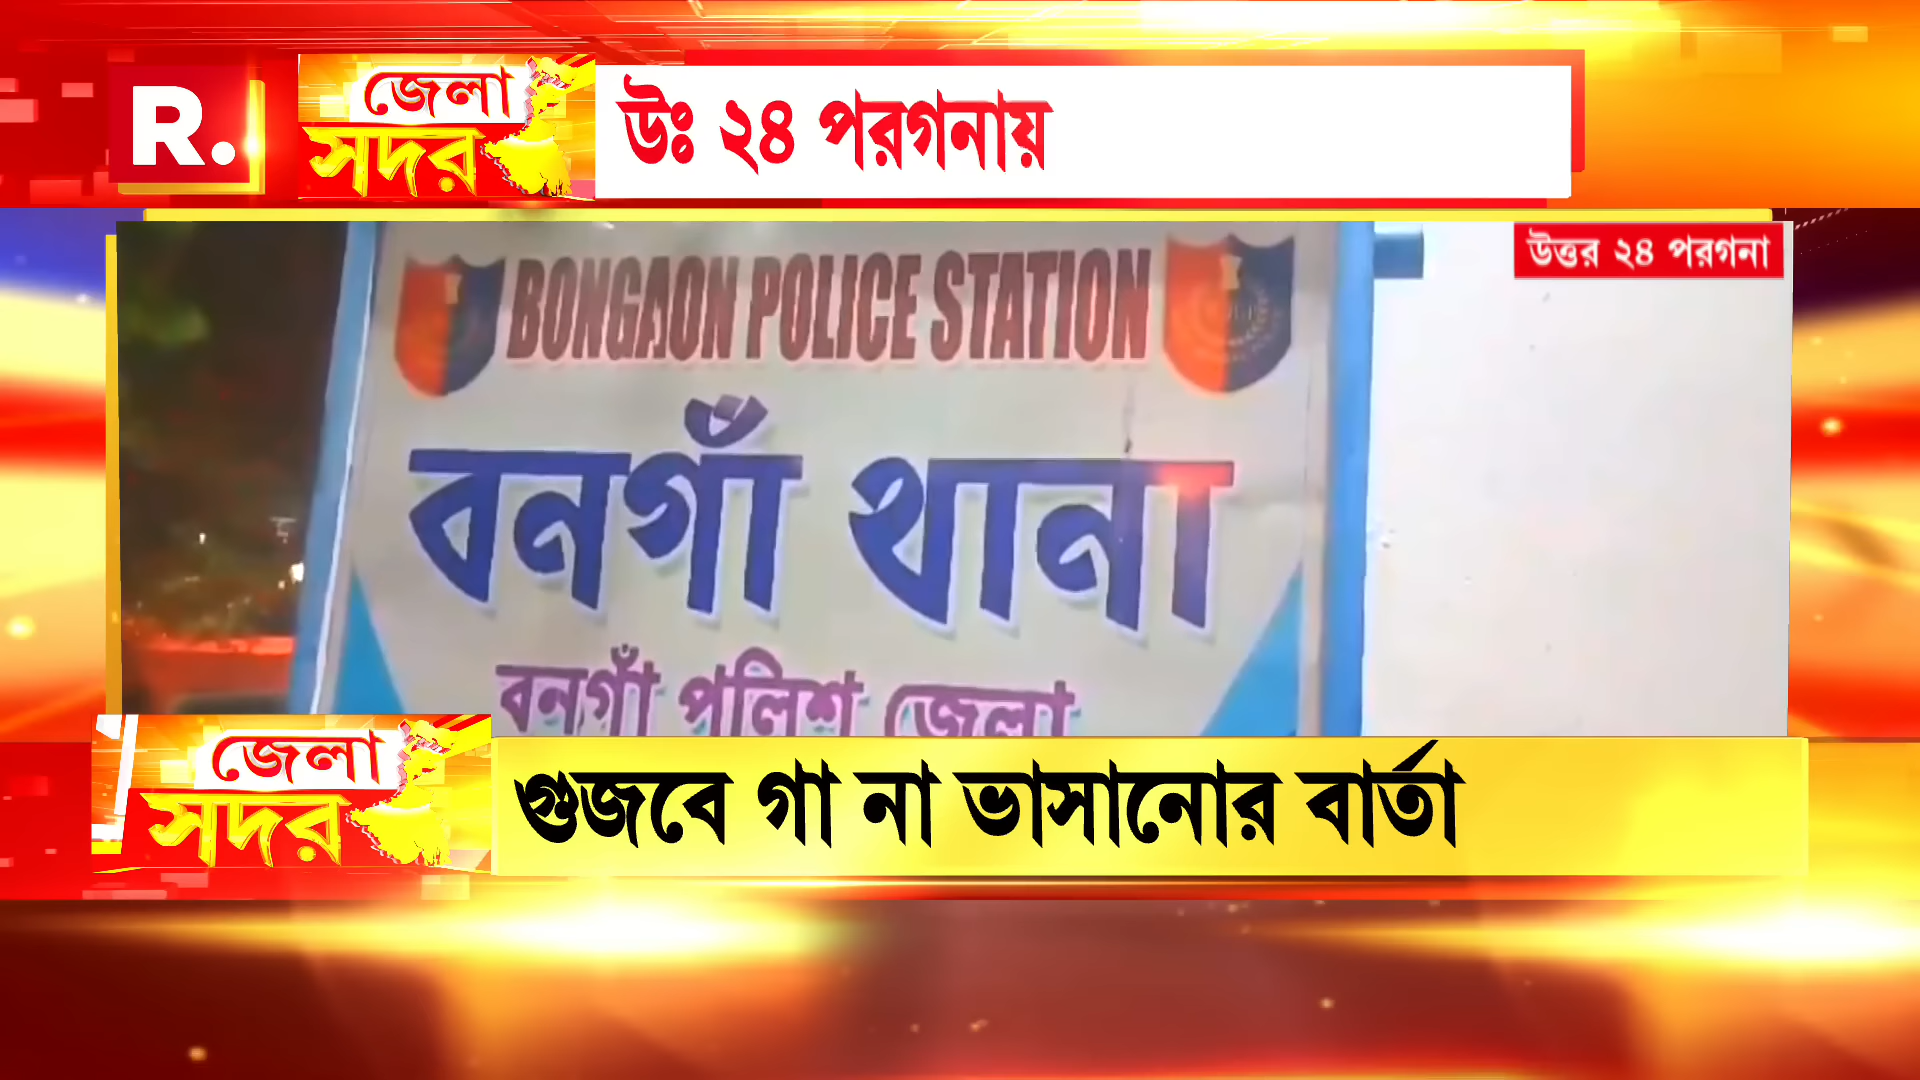 R.
জেলা
সদর
উঃ ২৪ পরগনায়
উত্তর ২৪ পরগনা
BONGAON POLICE STATION
বনগাঁ থানা
বনগাঁ পুলিশ জেলা
জেলা
সদর
গুজবে গা না ভাসানোর বার্তা